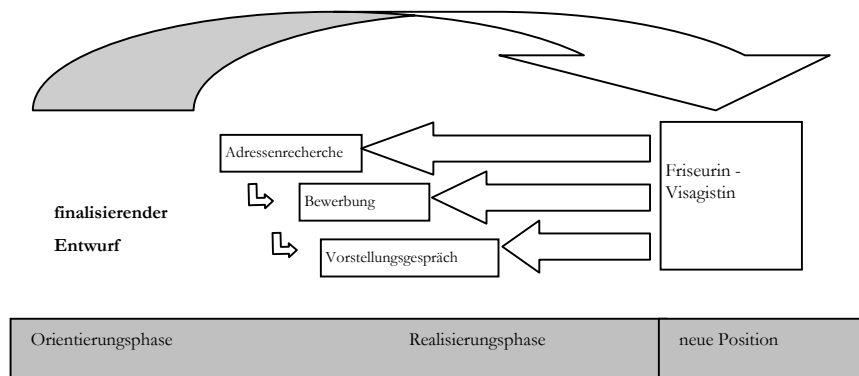 Adressenrecherche
Friseurin -
Visagistin
Bewerbung
finalisierender
Entwurf
Vorstellungsgespräch
Orientierungsphase
Realisierungsphase
neue Position